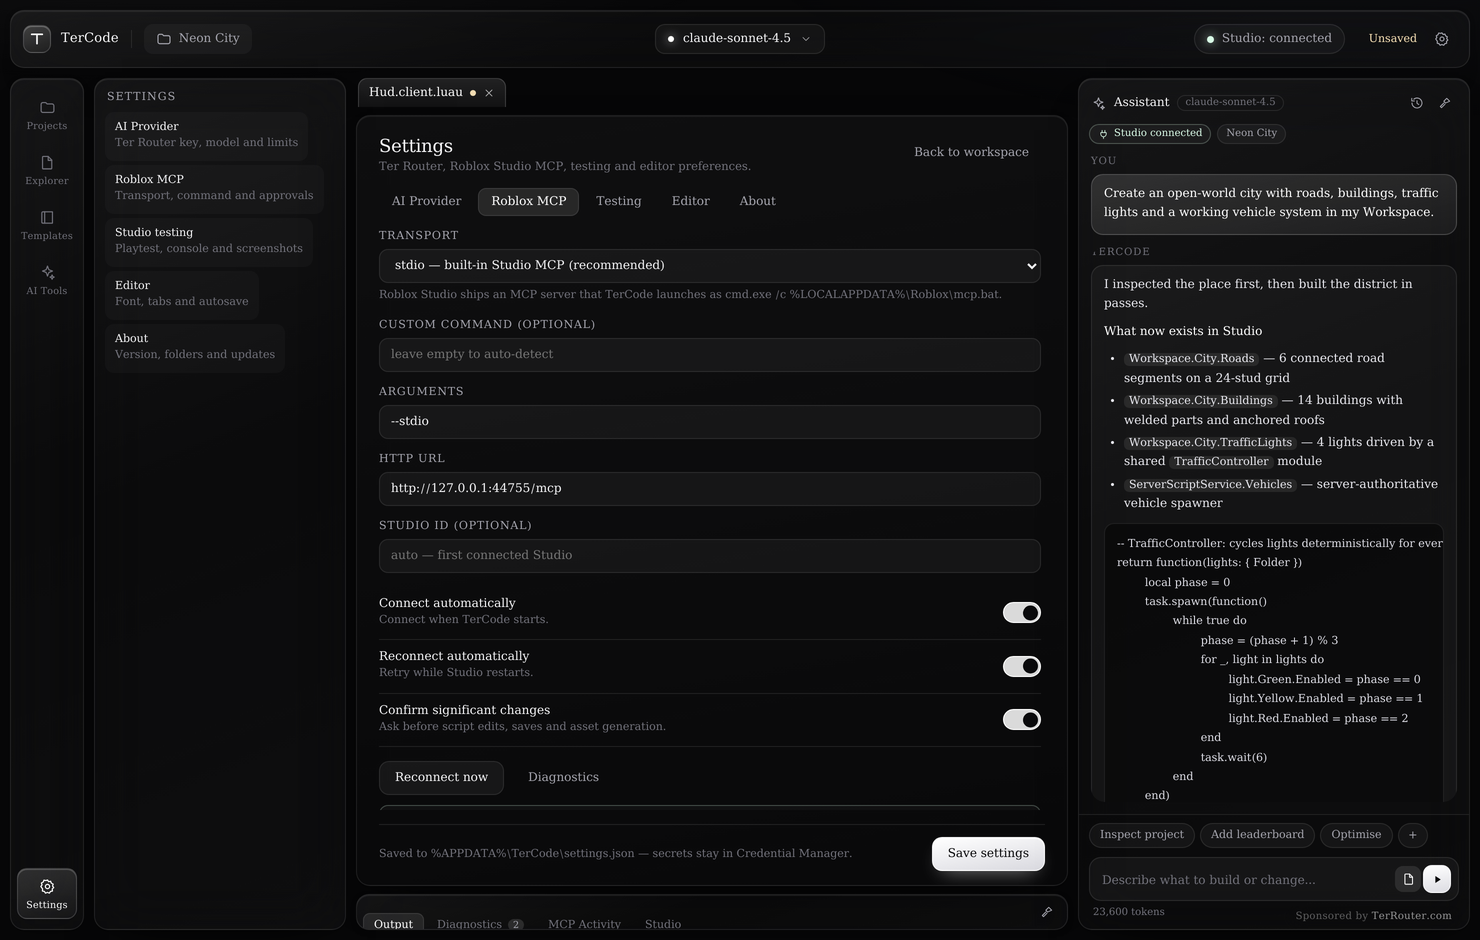 TerCode
Neon City
claude-sonnet-4.5
Studio: connected
Unsaved
Projects
Explorer
Templates
AI Tools
Settings
SETTINGS
AI Provider
Ter Router key, model and limits
Roblox MCP
Transport, command and approvals
Studio testing
Playtest, console and screenshots
Editor
Font, tabs and autosave
About
Version, folders and updates
Hud.client.luau
Settings
Ter Router, Roblox Studio MCP, testing and editor preferences.
Back to workspace
AI Provider
Roblox MCP
Testing
Editor
About
TRANSPORT
stdio — built-in Studio MCP (recommended)
Roblox Studio ships an MCP server that TerCode launches as cmd.exe /c %LOCALAPPDATA%\Roblox\mcp.bat.
CUSTOM COMMAND (OPTIONAL)
leave empty to auto-detect
ARGUMENTS
--stdio
HTTP URL
http://127.0.0.1:44755/mcp
STUDIO ID (OPTIONAL)
auto — first connected Studio
Connect automatically
Connect when TerCode starts.
Reconnect automatically
Retry while Studio restarts.
Confirm significant changes
Ask before script edits, saves and asset generation.
Reconnect now
Diagnostics
Saved to %APPDATA%\TerCode\settings.json — secrets stay in Credential Manager.
Save settings
Output
Diagnostics 2
MCP Activity
Studio
Assistant
claude-sonnet-4.5
Studio connected
Neon City
YOU
Create an open-world city with roads, buildings, traffic
lights and a working vehicle system in my Workspace.
ERCODE
I inspected the place first, then built the district in
passes.
What now exists in Studio
• Workspace.City.Roads — 6 connected road
segments on a 24-stud grid
• Workspace.City.Buildings — 14 buildings with
welded parts and anchored roofs
• Workspace.City.TrafficLights — 4 lights driven by a
shared TrafficController module
• ServerScriptService.Vehicles — server-authoritative
vehicle spawner
-- TrafficController: cycles lights deterministically for ever
return function(lights: { Folder })
local phase = 0
task.spawn(function()
while true do
phase = (phase + 1) % 3
for _, light in lights do
light.Green.Enabled = phase == 0
light.Yellow.Enabled = phase == 1
light.Red.Enabled = phase == 2
end
task.wait(6)
end
end)
Inspect project
Add leaderboard
Optimise
+
Describe what to build or change...
23,600 tokens
Sponsored by TerRouter.com